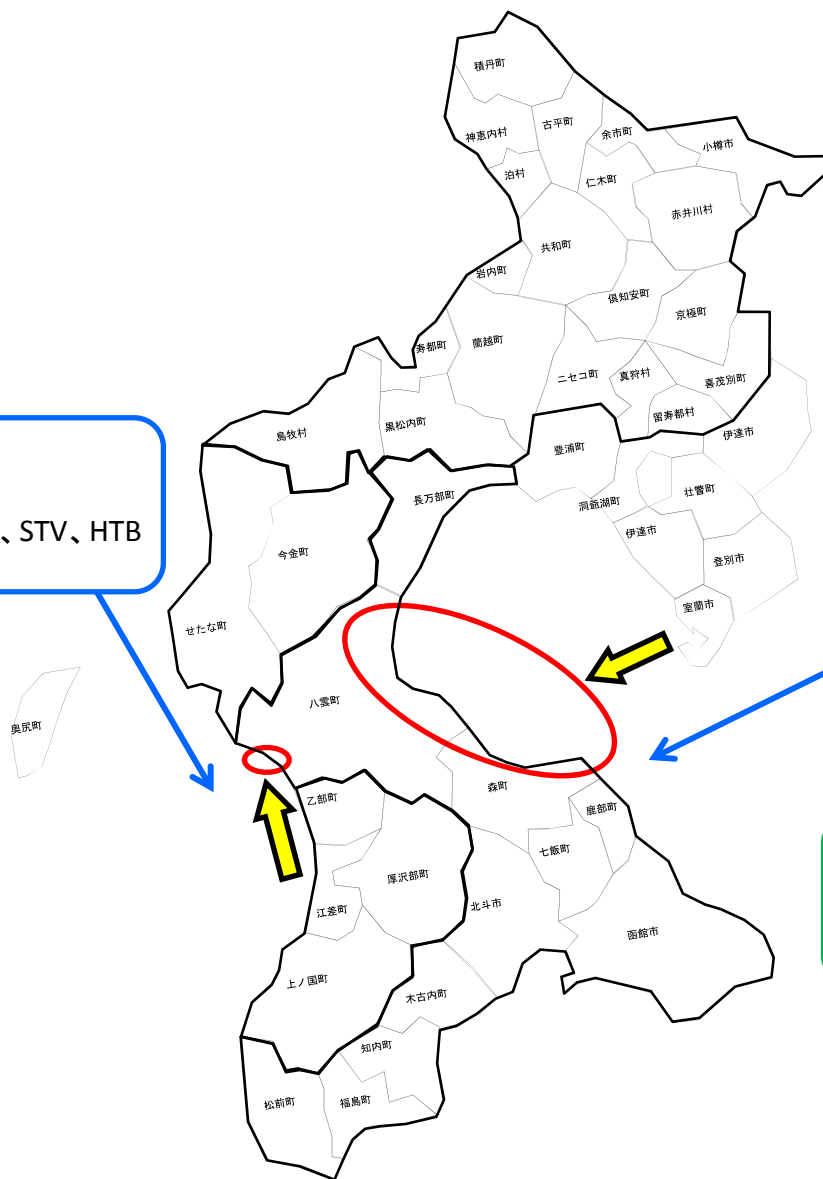 積丹町
神恵内村
古平町
余市町
小樽市
泊村
仁木町
赤井川村
共和町
岩内町
倶知安町
京極町
寿都町
蘭越町
ニセコ町
真狩村
喜茂別町
留寿都村
島牧村
黒松内町
豊浦町
伊達市
長万部町
洞爺湖町
壮瞥町
、STV、HTB
今金町
伊達市
登別市
室蘭市
せたな町
八雲町
奥尻町
乙部町
森町
鹿部町
七飯町
厚沢部町
江差町
北斗市
函館市
上ノ国町
木古内町
知内町
松前町
福島町